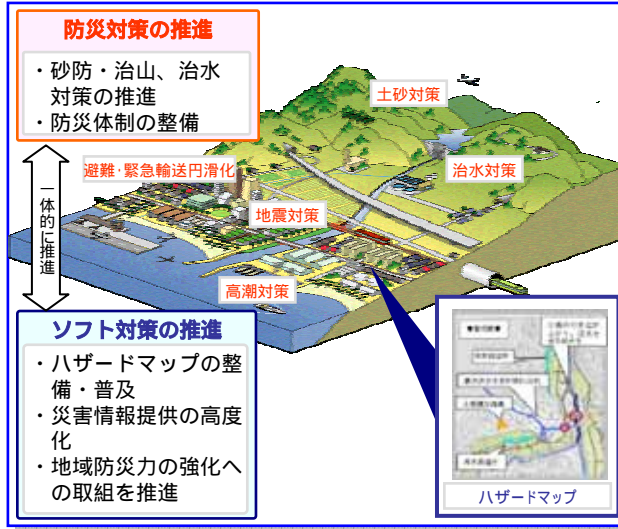 防災対策の推進
・砂防・治山、治水
対策の推進
・防災体制の整備
一体的に推進
土砂対策
避難・緊急輸送円滑化
治水対策
地震対策
高潮対策
ソフト対策の推進
・ハザードマップの整
備・普及
・災害情報提供の高度
化
・地域防災力の強化へ
の取組を推進
ハザードマップ